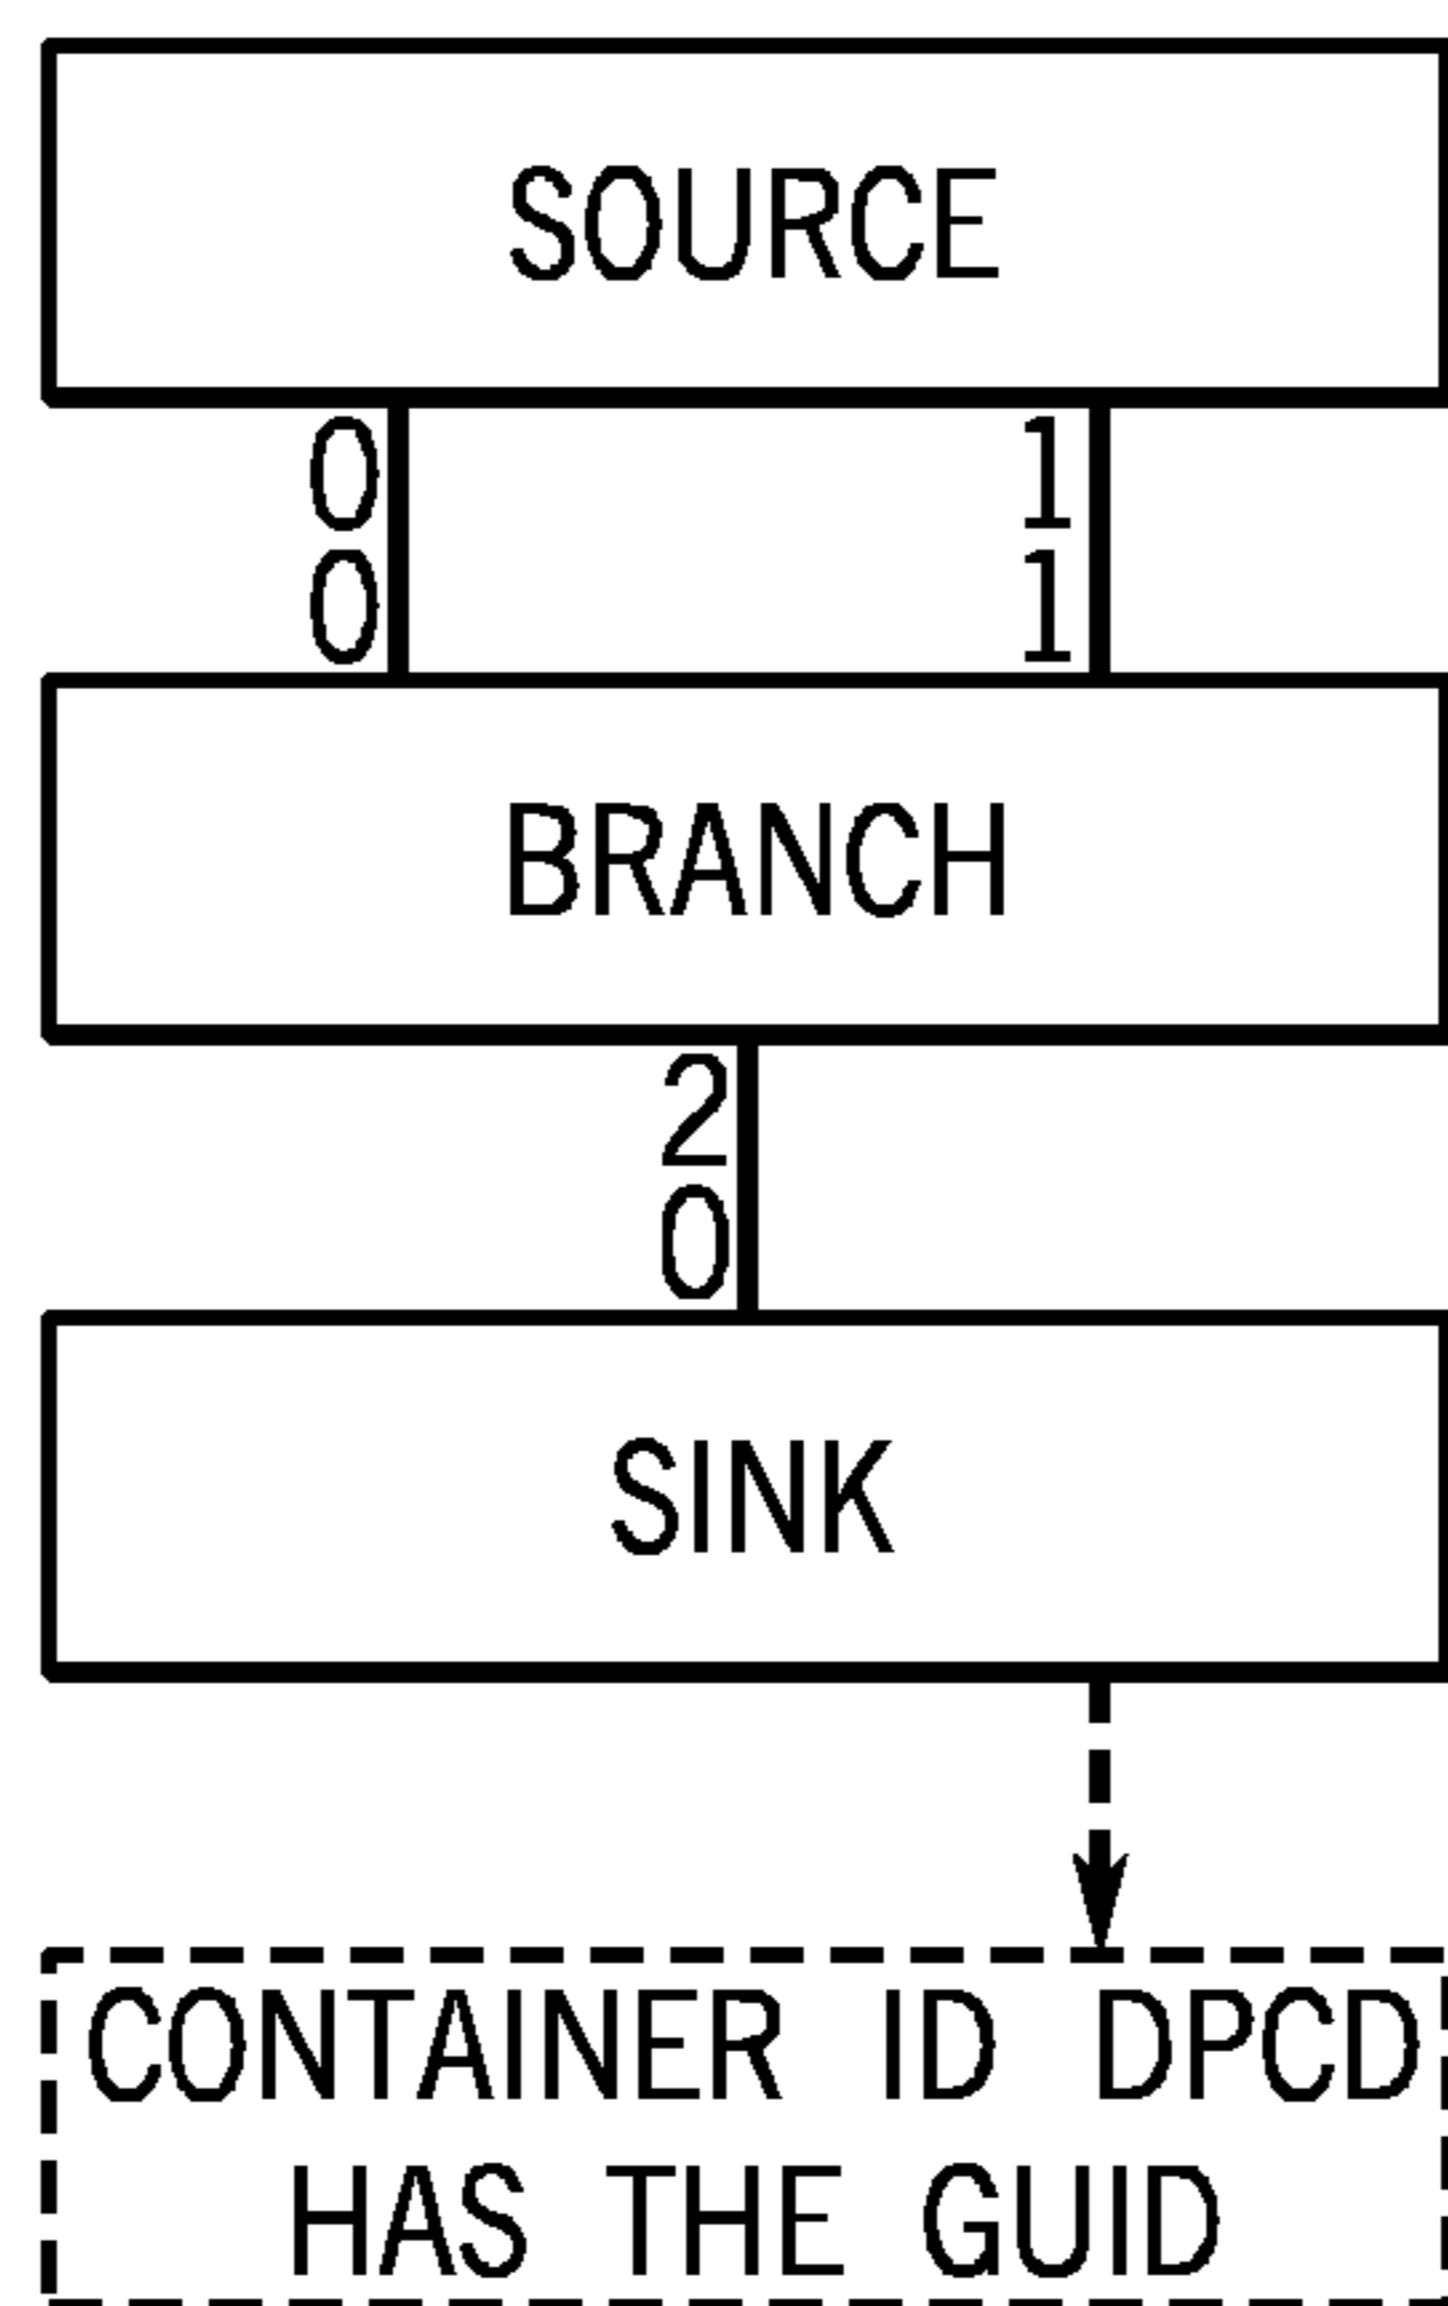 SOURCE
0 1
0 1
BRANCH
2
0
SINK
CONTAINER ID DPCD
HAS THE GUID